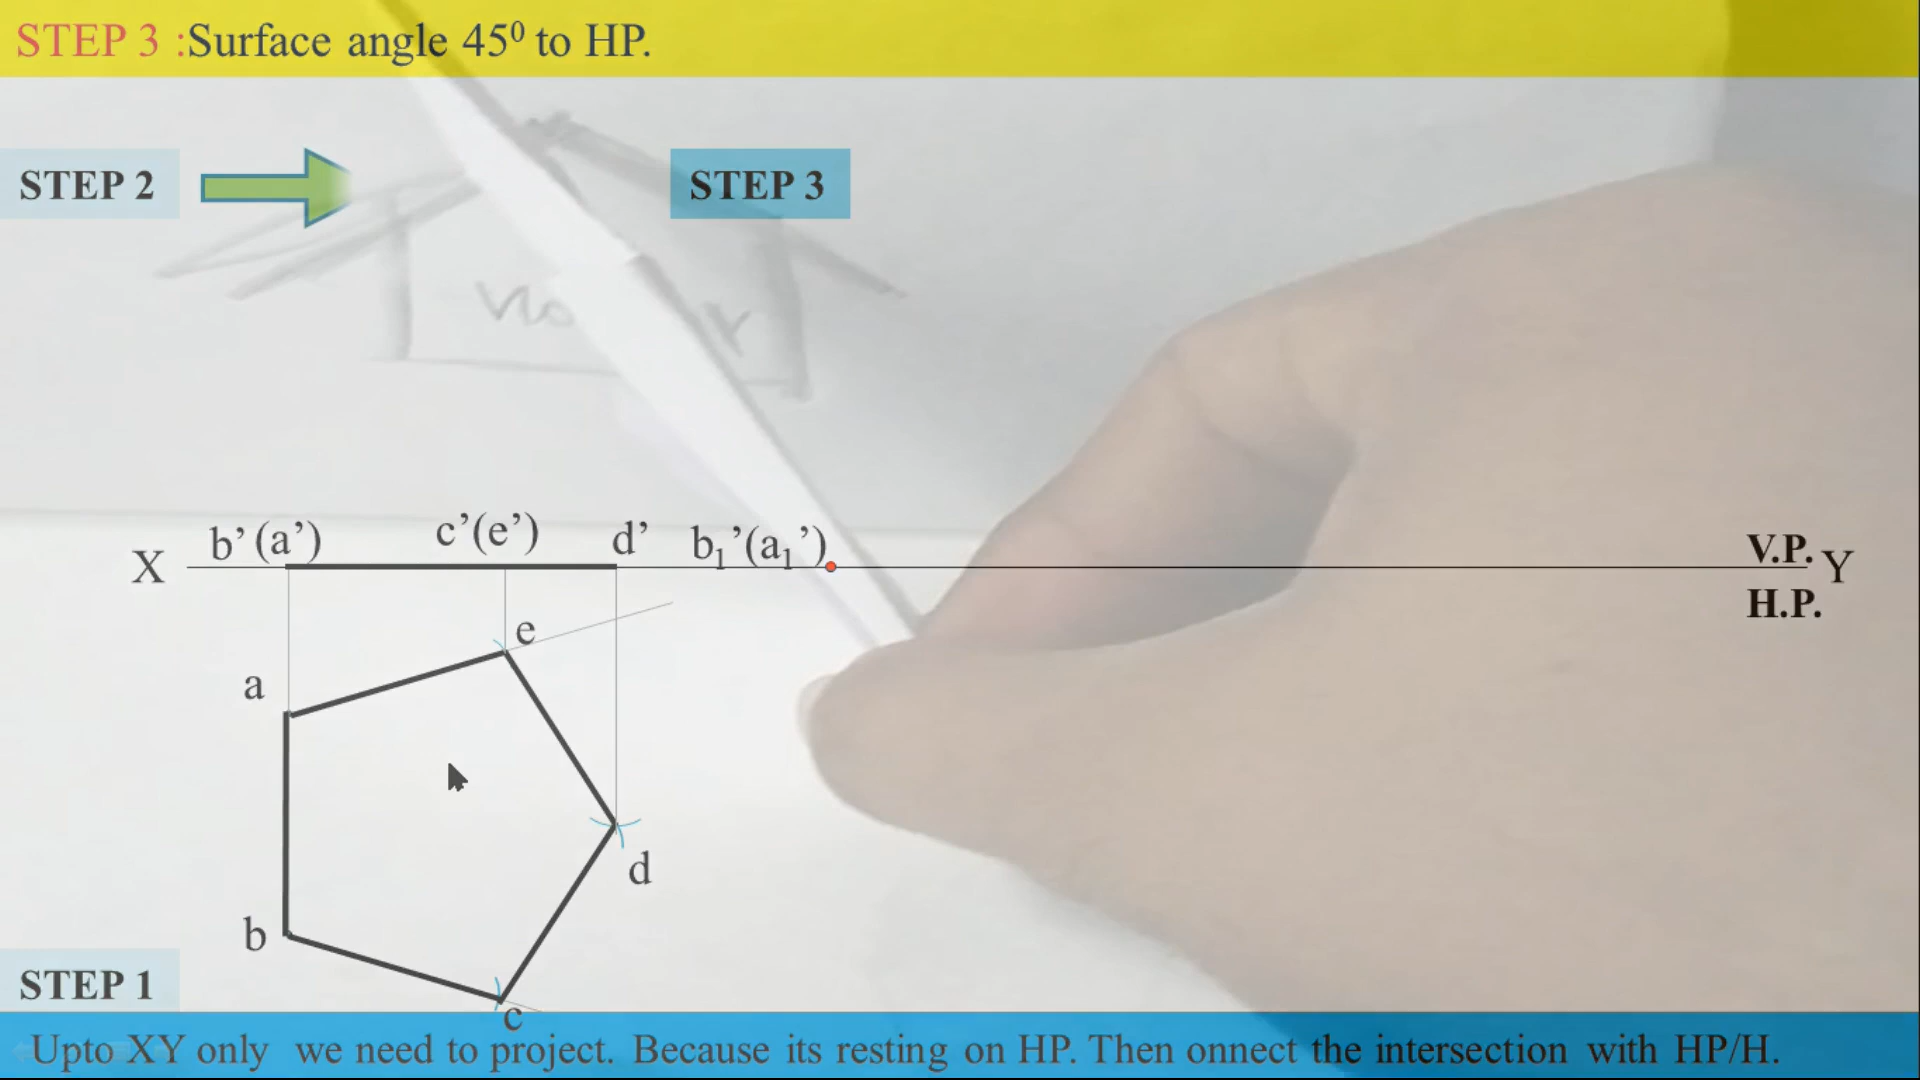 STEP 3 :Surface angle 45⁰ to HP.
STEP 2
STEP 3
b’(a’)
c’(e’)
d’
b₁’(a₁’)
X
V.P.
Y
H.P.
e
a
d
b
STEP 1
c
Upto XY only we need to project. Because its resting on HP. Then onnect the intersection with HP/H.